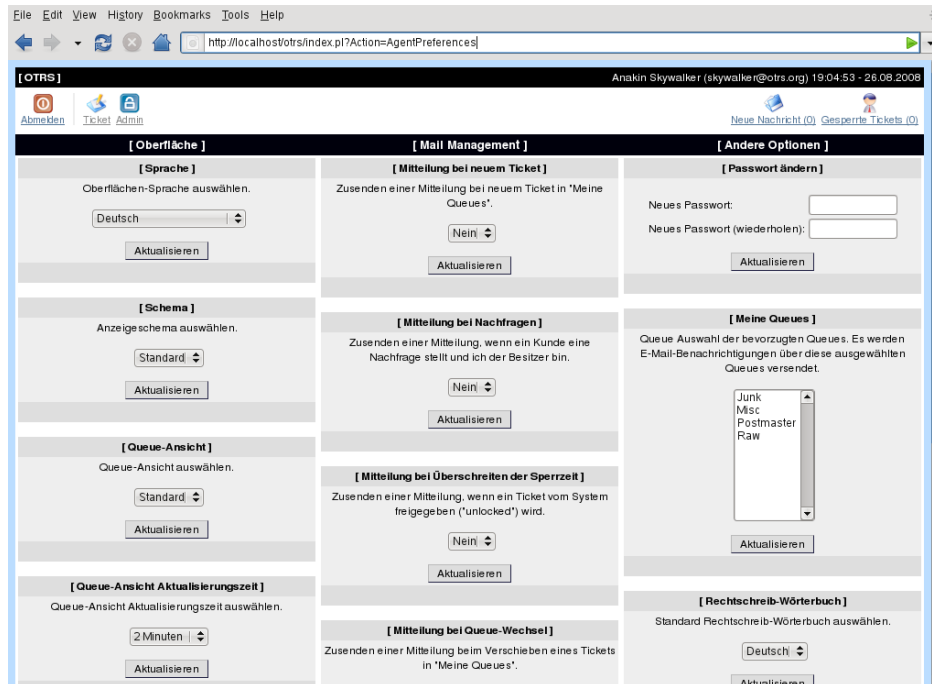 File Edit View History Bookmarks Tools Help
http://localhost/otrs/index.pl?Action=AgentPreferences
[ OTRS ]
Anakin Skywalker (skywalker@otrs.org) 19:04:53 - 26.08.2008
Abmelden Ticket Admin
Neue Nachricht (0) Gesperrte Tickets (0)
[ Oberfläche ]
[ Sprache ]
Oberflächen-Sprache auswählen.
Deutsch
Aktualisieren
[ Schema ]
Anzeigeschema auswählen.
Standard
Aktualisieren
[ Queue-Ansicht ]
Queue-Ansicht auswählen.
Standard
Aktualisieren
[ Queue-Ansicht Aktualisierungszeit ]
Queue-Ansicht Aktualisierungszeit auswählen.
2 Minuten
Aktualisieren
[ Mail Management ]
[ Mitteilung bei neuem Ticket ]
Zusenden einer Mitteilung bei neuem Ticket in "Meine
Queues".
Nein
Aktualisieren
[ Mitteilung bei Nachfragen ]
Zusenden einer Mitteilung, wenn ein Kunde eine
Nachfrage stellt und ich der Besitzer bin.
Nein
Aktualisieren
[ Mitteilung bei Überschreiten der Sperrzeit ]
Zusenden einer Mitteilung, wenn ein Ticket vom System
freigegeben ("unlocked") wird.
Nein
Aktualisieren
[ Mitteilung bei Queue-Wechsel ]
Zusenden einer Mitteilung beim Verschieben eines Tickets
in "Meine Queues".
[ Andere Optionen ]
[ Passwort ändern ]
Neues Passwort:
Neues Passwort (wiederholen):
Aktualisieren
[ Meine Queues ]
Queue Auswahl der bevorzugten Queues. Es werden
E-Mail-Benachrichtigungen über diese ausgewählten
Queues versendet.
Junk
Misc
Postmaster
Raw
Aktualisieren
[ Rechtschreib-Wörterbuch ]
Standard Rechtschreib-Wörterbuch auswählen.
Deutsch
Aktualisieren